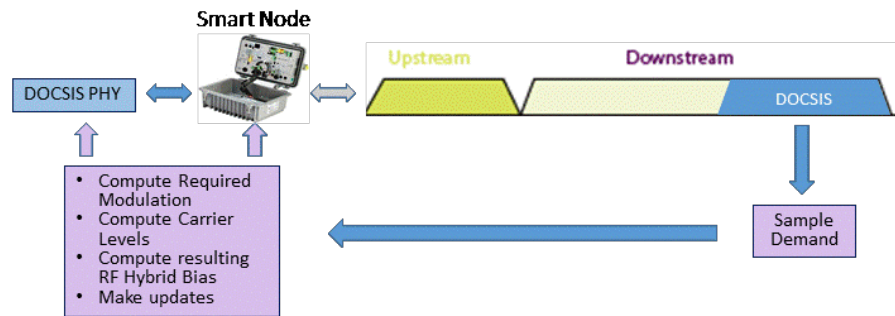 Smart Node
Upstream
Downstream
DOCSIS PHY
DOCSIS
• Compute Required
Modulation
• Compute Carrier
Levels
• Compute resulting
RF Hybrid Bias
• Make updates
Sample
Demand